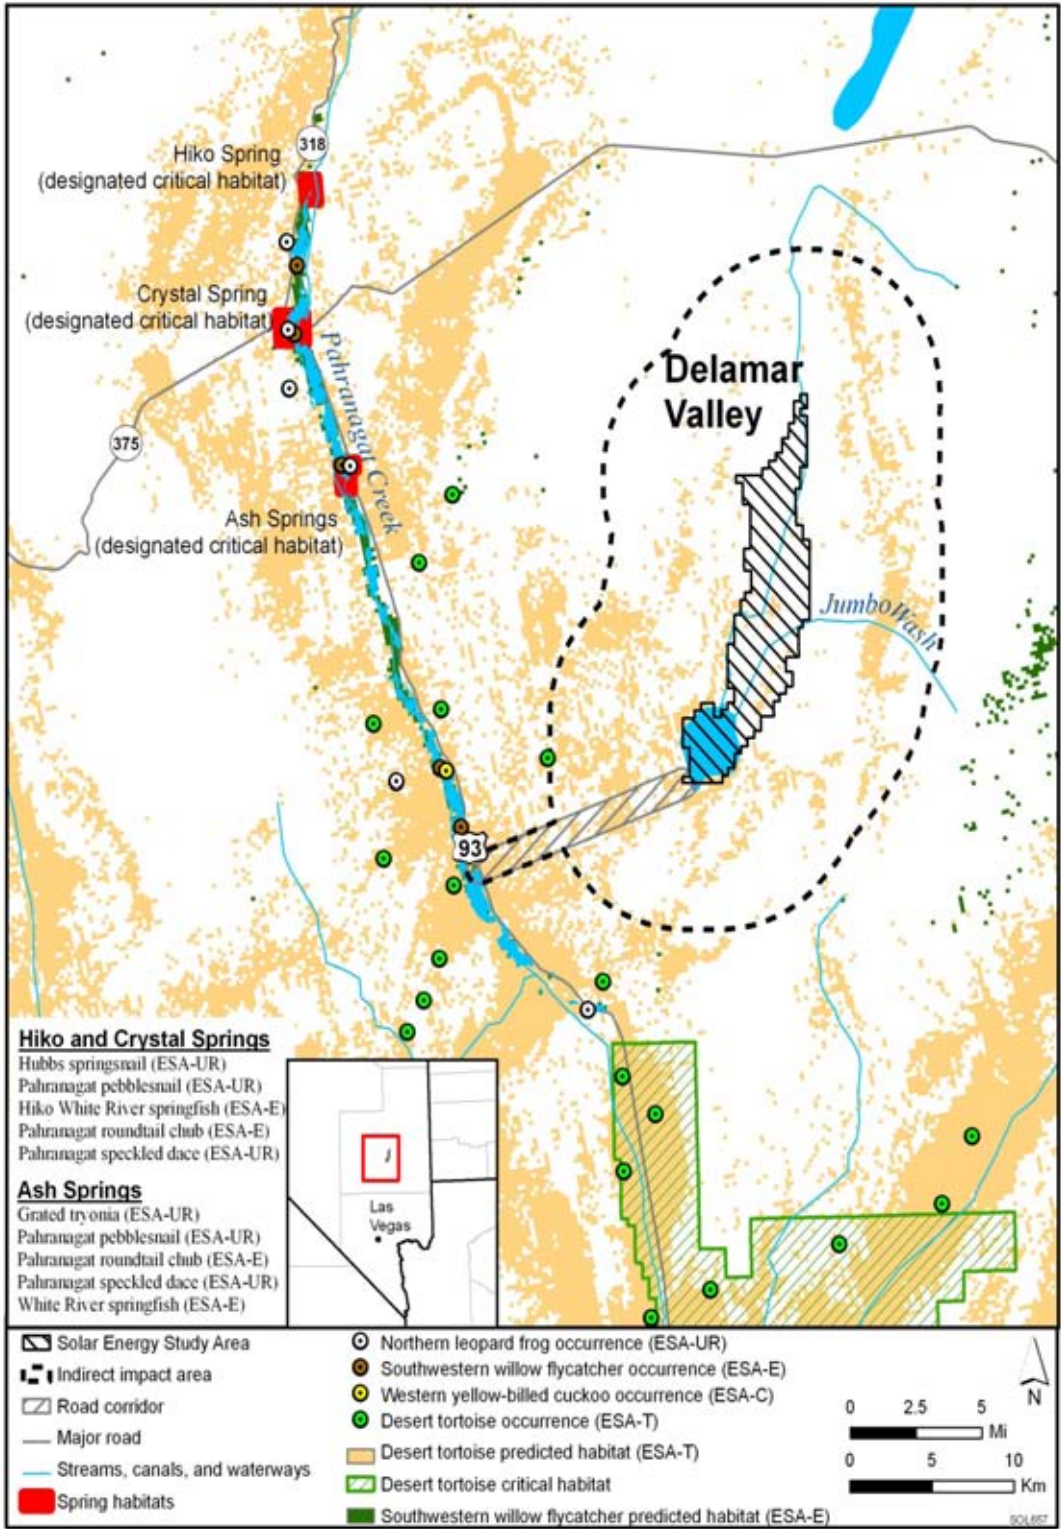 318
Hiko Spring
(designated critical habitat)
Crystal Spring
(designated critical habitat)
Pahranagat Creek
375
Ash Springs
(designated critical habitat)
Delamar
Valley
Jumbo Wash
93
Hiko and Crystal Springs
Hubbs springsnail (ESA-UR)
Pahranagat pebblesnail (ESA-UR)
Hiko White River springfish (ESA-E)
Pahranagat roundtail chub (ESA-E)
Pahranagat speckled dace (ESA-UR)
Ash Springs
Grated tryonia (ESA-UR)
Pahranagat pebblesnail (ESA-UR)
Pahranagat roundtail chub (ESA-E)
Pahranagat speckled dace (ESA-UR)
White River springfish (ESA-E)
Las
Vegas
Solar Energy Study Area
Indirect impact area
Road corridor
Major road
Streams, canals, and waterways
Spring habitats
Northern leopard frog occurrence (ESA-UR)
Southwestern willow flycatcher occurrence (ESA-E)
Western yellow-billed cuckoo occurrence (ESA-C)
Desert tortoise occurrence (ESA-T)
Desert tortoise predicted habitat (ESA-T)
Desert tortoise critical habitat
Southwestern willow flycatcher predicted habitat (ESA-E)
N
0 2.5 5
Mi
0 5 10
Km
SOL657